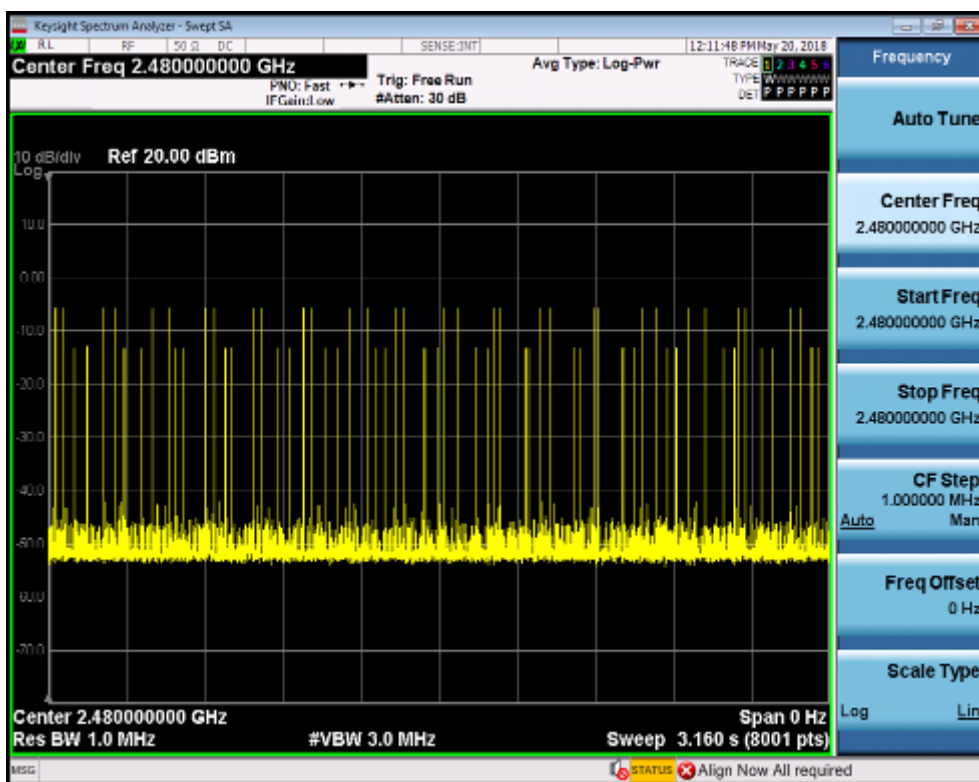 Keysight Spectrum Analyzer - Swept SA
RL RF 50 Ω DC SENSE:INT 12:11:48 PM May 20, 2018
Center Freq 2.480000000 GHz
PNO: Fast
IFGain:Low
Trig: Free Run
#Atten: 30 dB
Avg Type: Log-Pwr
TRACE 1 2 3 4 5 6
TYPE WWWWWW
DET P P P P P P
10 dB/div Ref 20.00 dBm
Log
10.0
0.00
-10.0
-20.0
-30.0
-40.0
-50.0
-60.0
-70.0
Center 2.480000000 GHz Span 0 Hz
Res BW 1.0 MHz #VBW 3.0 MHz Sweep 3.160 s (8001 pts)
MSG STATUS Align Now All required
Frequency
Auto Tune
Center Freq
2.480000000 GHz
Start Freq
2.480000000 GHz
Stop Freq
2.480000000 GHz
CF Step
1.000000 MHz
Auto Man
Freq Offset
0 Hz
Scale Type
Log Lin